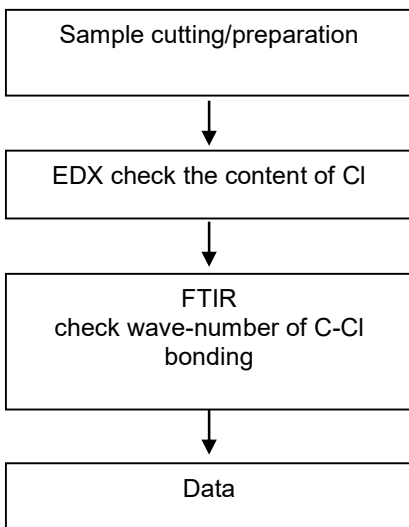 Sample cutting/preparation
EDX check the content of Cl
FTIR
check wave-number of C-Cl
bonding
Data